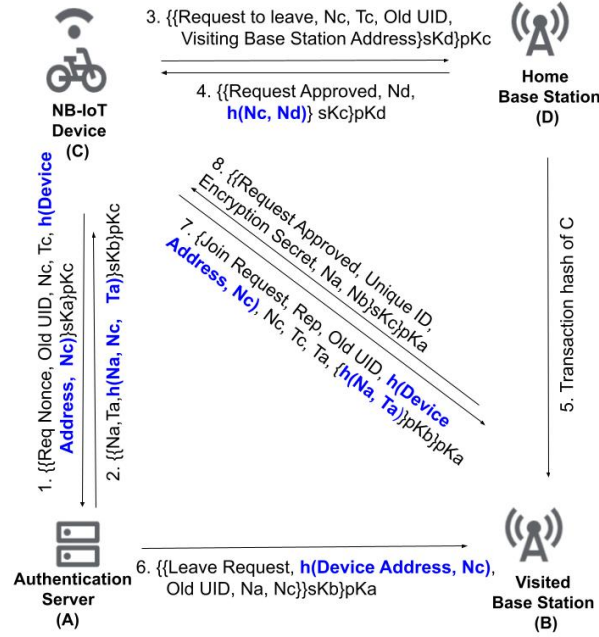 3. {{Request to leave, Nc, Tc, Old UID,
Visiting Base Station Address}sKd}pKc
4. {{Request Approved, Nd,
h(Nc, Nd)} sKc}pKd
NB-IoT
Device
(C)
Home
Base Station
(D)
8. {{Request Approved, Unique ID,
Encryption Secret, Na, Nb}sKc}pKa
7. {Join Request, Rep, Old UID, h(Device
Address, Nc), Nc, Tc, Ta, {h(Na, Ta)}pKb}pKa
1. {{Req Nonce, Old UID, Nc, Tc, h(Device
Address, Nc)}sKa}pKc
2. {{Na,Ta,h(Na, Nc, Ta)}sKb}pKc
5. Transaction hash of C
Authentication
Server
(A)
6. {{Leave Request, h(Device Address, Nc),
Old UID, Na, Nc}}sKb}pKa
Visited
Base Station
(B)